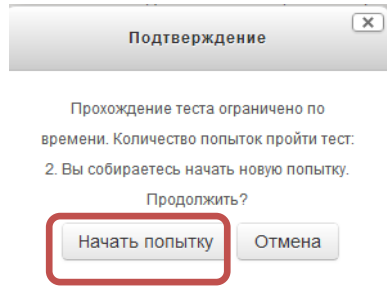 Подтверждение
Прохождение теста ограничено по
времени. Количество попыток пройти тест:
2. Вы собираетесь начать новую попытку.
Продолжить?
Начать попытку Отмена